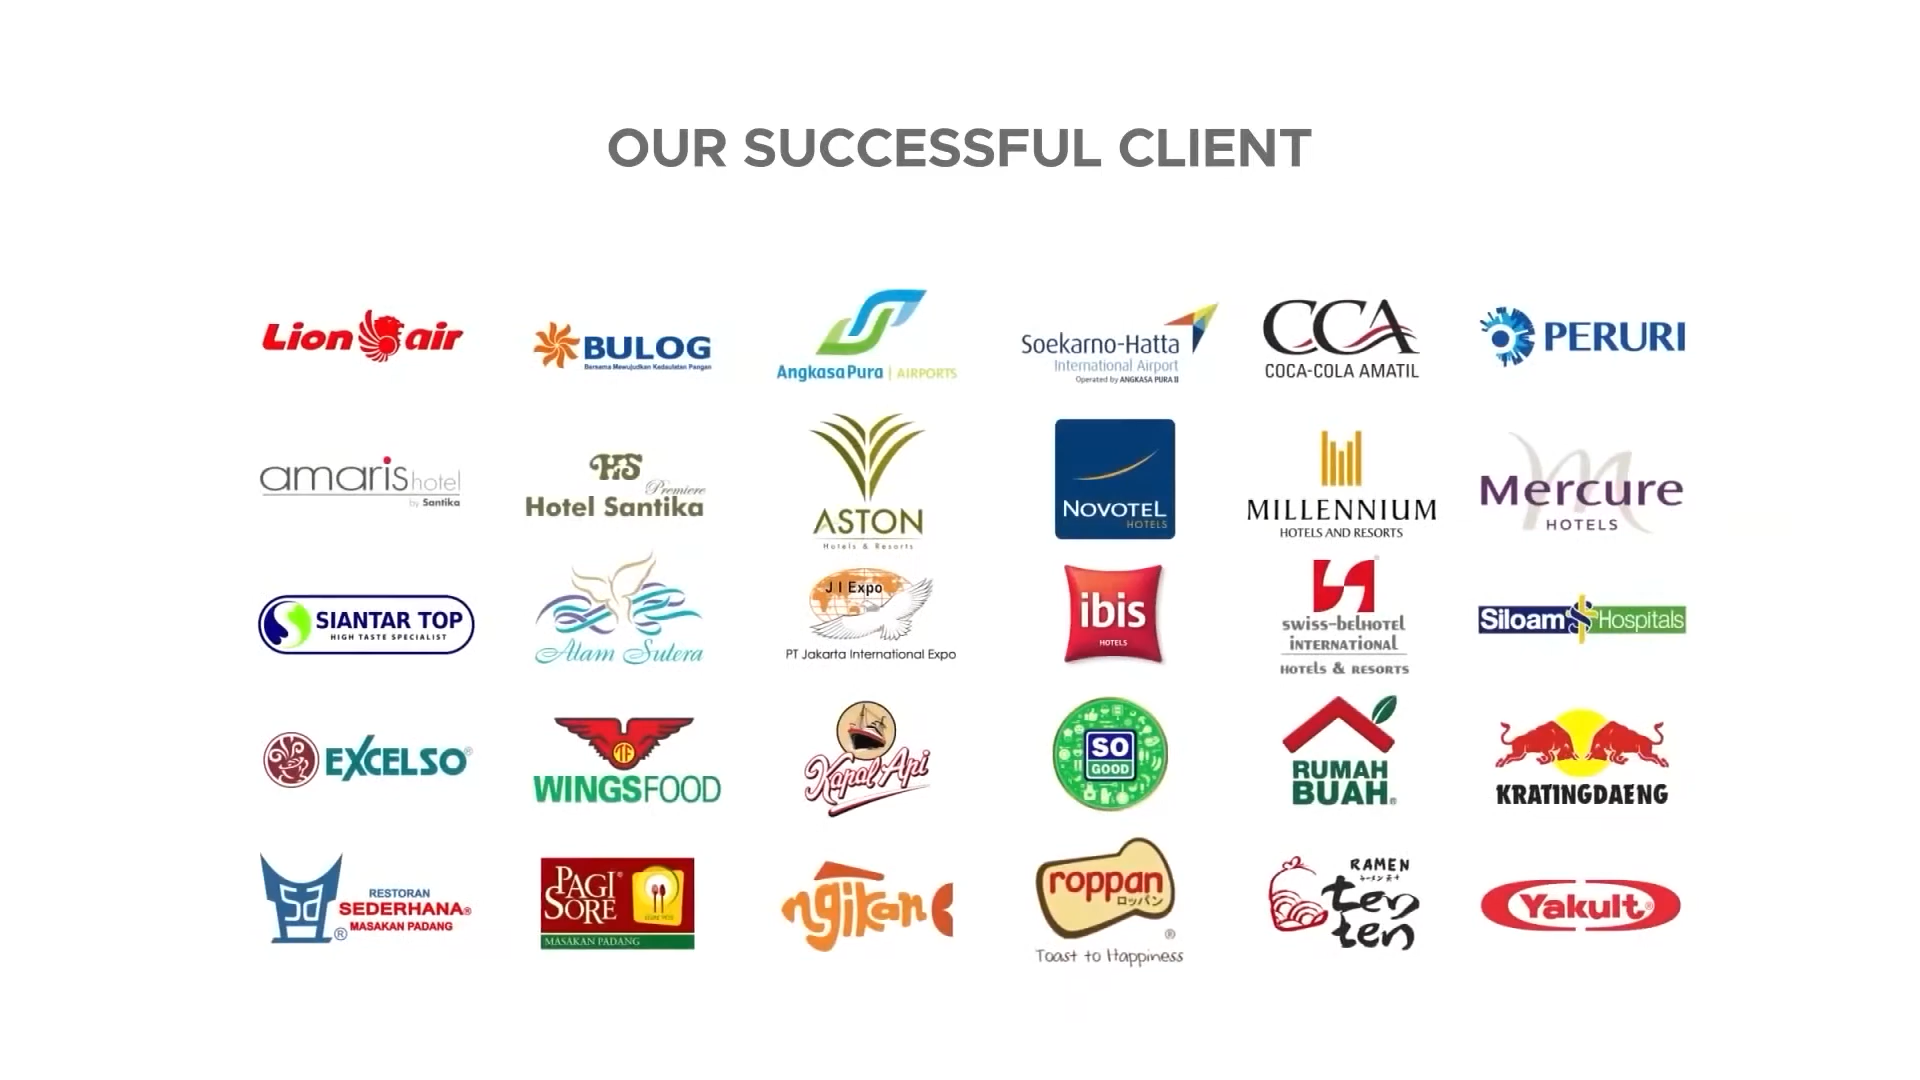 OUR SUCCESSFUL CLIENT
Lion air
BULOG
Bersama Mewujudkan Kedaulatan Pangan
AngkasaPura | AIRPORTS
Soekarno-Hatta
International Airport
Operated by ANGKASA PURA II
CCA
COCA-COLA AMATIL
PERURI
amaris hotel
by Santika
HS
Premiere
Hotel Santika
ASTON
Hotels & Resorts
NOVOTEL
HOTELS
MILLENNIUM
HOTELS AND RESORTS
m
Mercure
HOTELS
SIANTAR TOP
HIGH TASTE SPECIALIST
Alam Sutera
J I Expo
PT Jakarta International Expo
ibis
HOTELS
swiss-belHotel
international
Hotels & Resorts
Siloam Hospitals
EXCELSO®
WINGSFOOD
Kapal Api
SO
GOOD
RUMAH
BUAH®
KRATINGDAENG
RESTORAN
SEDERHANA®
MASAKAN PADANG
®
PAGI®
SORE
MASAKAN PADANG
ngikan
roppan
ロッパン
®
Toast to Happiness
RAMEN
ten
ten
Yakult®